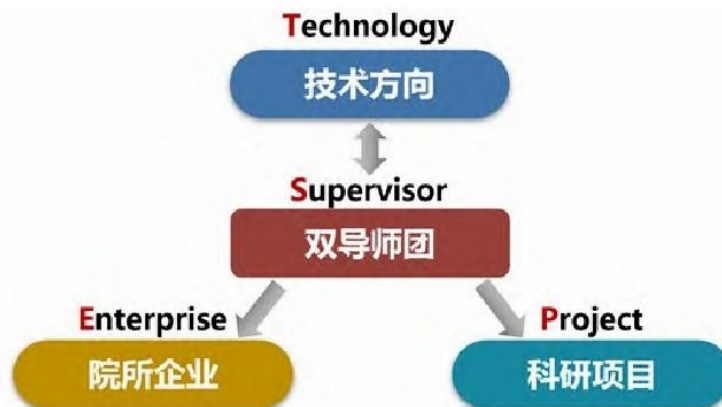 Technology
技术方向
Supervisor
双导师团
Enterprise
院所企业
Project
科研项目